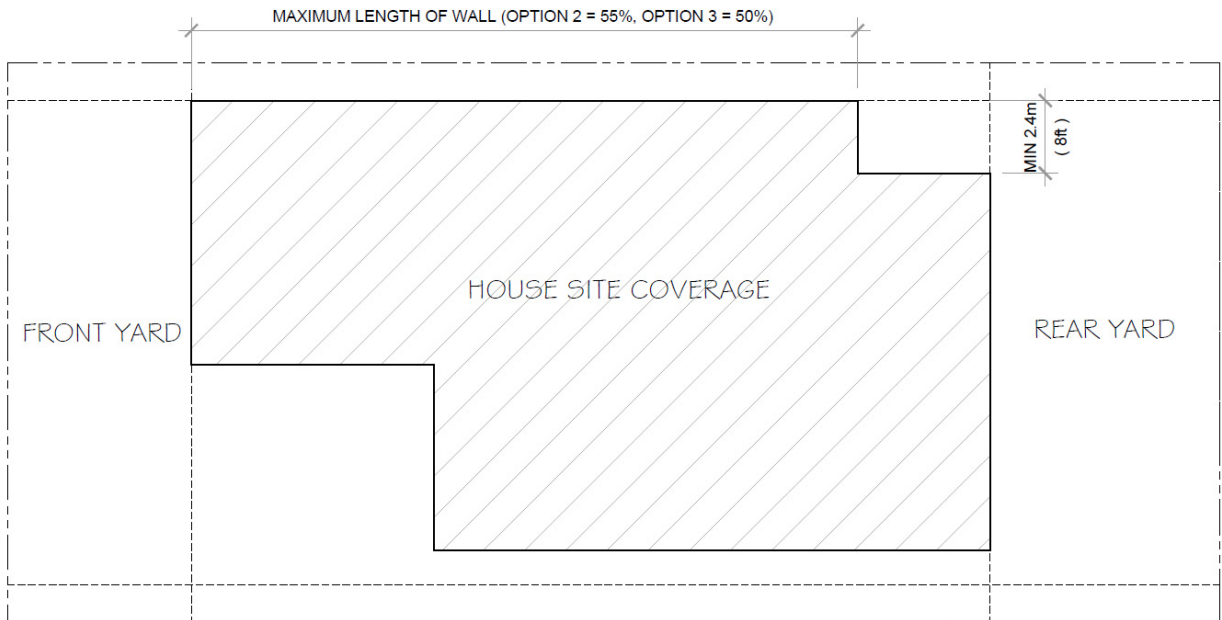 MAXIMUM LENGTH OF WALL (OPTION 2 = 55%, OPTION 3 = 50%)
MIN 2.4m
( 8ft )
HOUSE SITE COVERAGE
FRONT YARD
REAR YARD